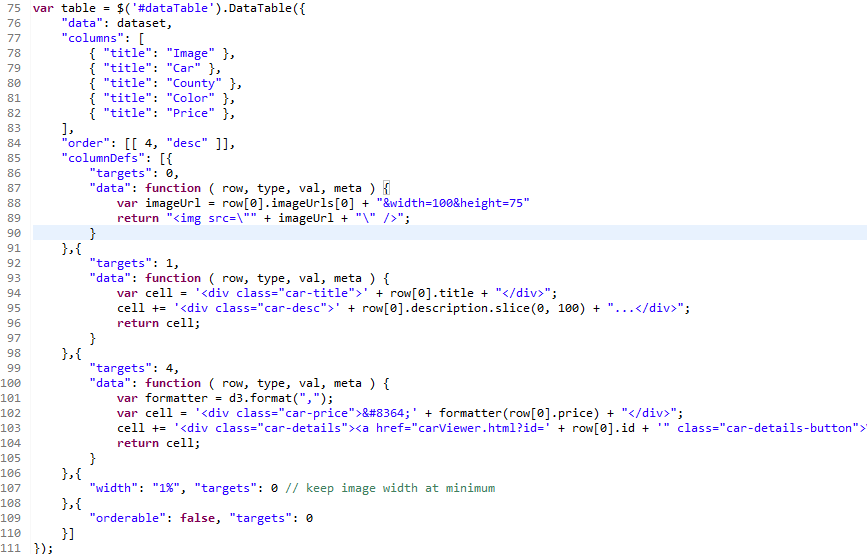 75 var table = $('#dataTable').DataTable({
76     "data": dataset,
77     "columns": [
78         { "title": "Image" },
79         { "title": "Car" },
80         { "title": "County" },
81         { "title": "Color" },
82         { "title": "Price" },
83     ],
84     "order": [[ 4, "desc" ]],
85     "columnDefs": [{
86         "targets": 0,
87         "data": function ( row, type, val, meta ) {
88             var imageUrl = row[0].imageUrls[0] + "&width=100&height=75"
89             return "<img src=\"" + imageUrl + "\" />";
90         }
91     },{
92         "targets": 1,
93         "data": function ( row, type, val, meta ) {
94             var cell = '<div class="car-title">' + row[0].title + "</div>";
95             cell += '<div class="car-desc">' + row[0].description.slice(0, 100) + "...</div>";
96             return cell;
97         }
98     },{
99         "targets": 4,
100         "data": function ( row, type, val, meta ) {
101             var formatter = d3.format(",");
102             var cell = '<div class="car-price">&#8364;' + formatter(row[0].price) + "</div>";
103             cell += '<div class="car-details"><a href="carViewer.html?id=' + row[0].id + '" class="car-details-button">
104             return cell;
105         }
106     },{
107         "width": "1%", "targets": 0 // keep image width at minimum
108     },{
109         "orderable": false, "targets": 0
110     }]
111 });